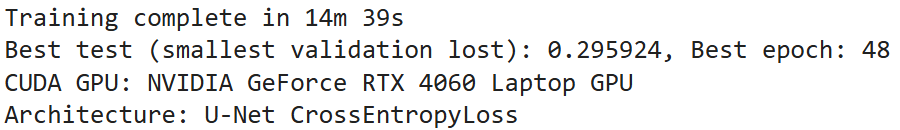 Training complete in 14m 39s
Best test (smallest validation lost): 0.295924, Best epoch: 48
CUDA GPU: NVIDIA GeForce RTX 4060 Laptop GPU
Architecture: U-Net CrossEntropyLoss